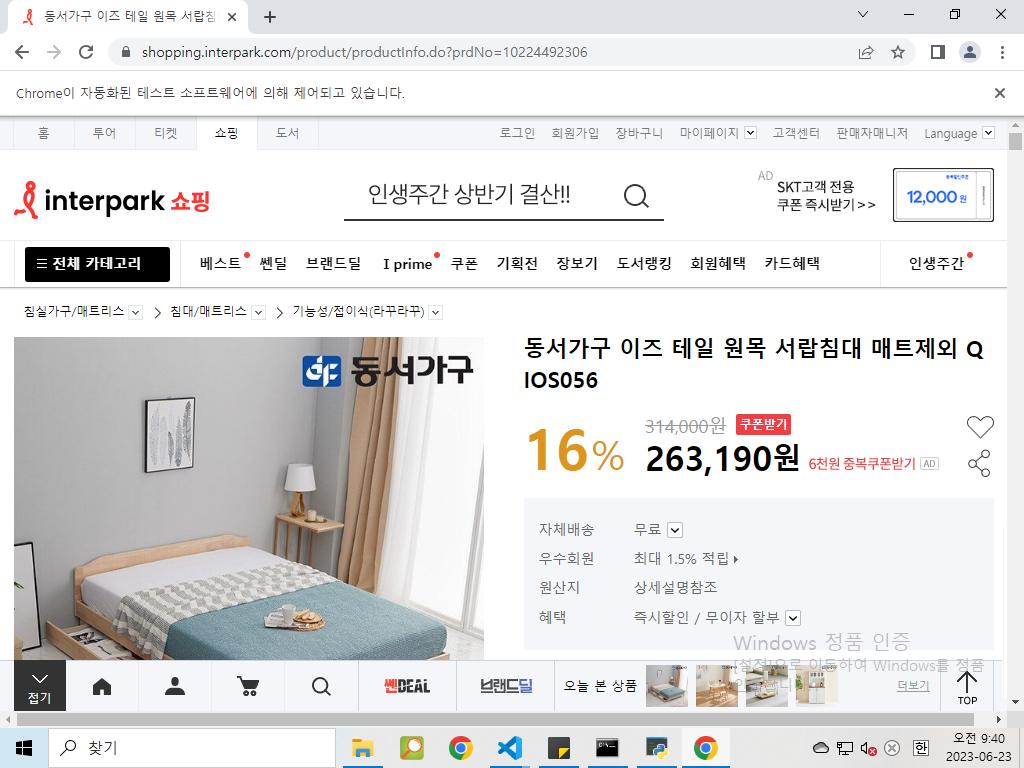 동서가구 이즈 테일 원목 서랍침
shopping.interpark.com/product/productInfo.do?prdNo=10224492306
Chrome이 자동화된 테스트 소프트웨어에 의해 제어되고 있습니다.
홈 투어 티켓 쇼핑 도서 로그인 회원가입 장바구니 마이페이지 고객센터 판매자매니저 Language
interpark 쇼핑
인생주간 상반기 결산!!
AD SKT고객 전용
쿠폰 즉시받기>>
12,000원
전체 카테고리 베스트 쎈딜 브랜드딜 I prime 쿠폰 기획전 장보기 도서랭킹 회원혜택 카드혜택 인생주간
침실가구/매트리스 침대/매트리스 기능성/접이식(라꾸라꾸)
동서가구
동서가구 이즈 테일 원목 서랍침대 매트제외 Q
IOS056
16% 314,000원 쿠폰받기
263,190원 6천원 중복쿠폰받기 AD
자체배송 무료
우수회원 최대 1.5% 적립
원산지 상세설명참조
혜택 즉시할인 / 무이자 할부
Windows 정품 인증
[설정]으로 이동하여 Windows를 정품
접기
쎈DEAL 브랜드딜 오늘 본 상품 더보기
TOP
찾기
한
오전 9:40
2023-06-23